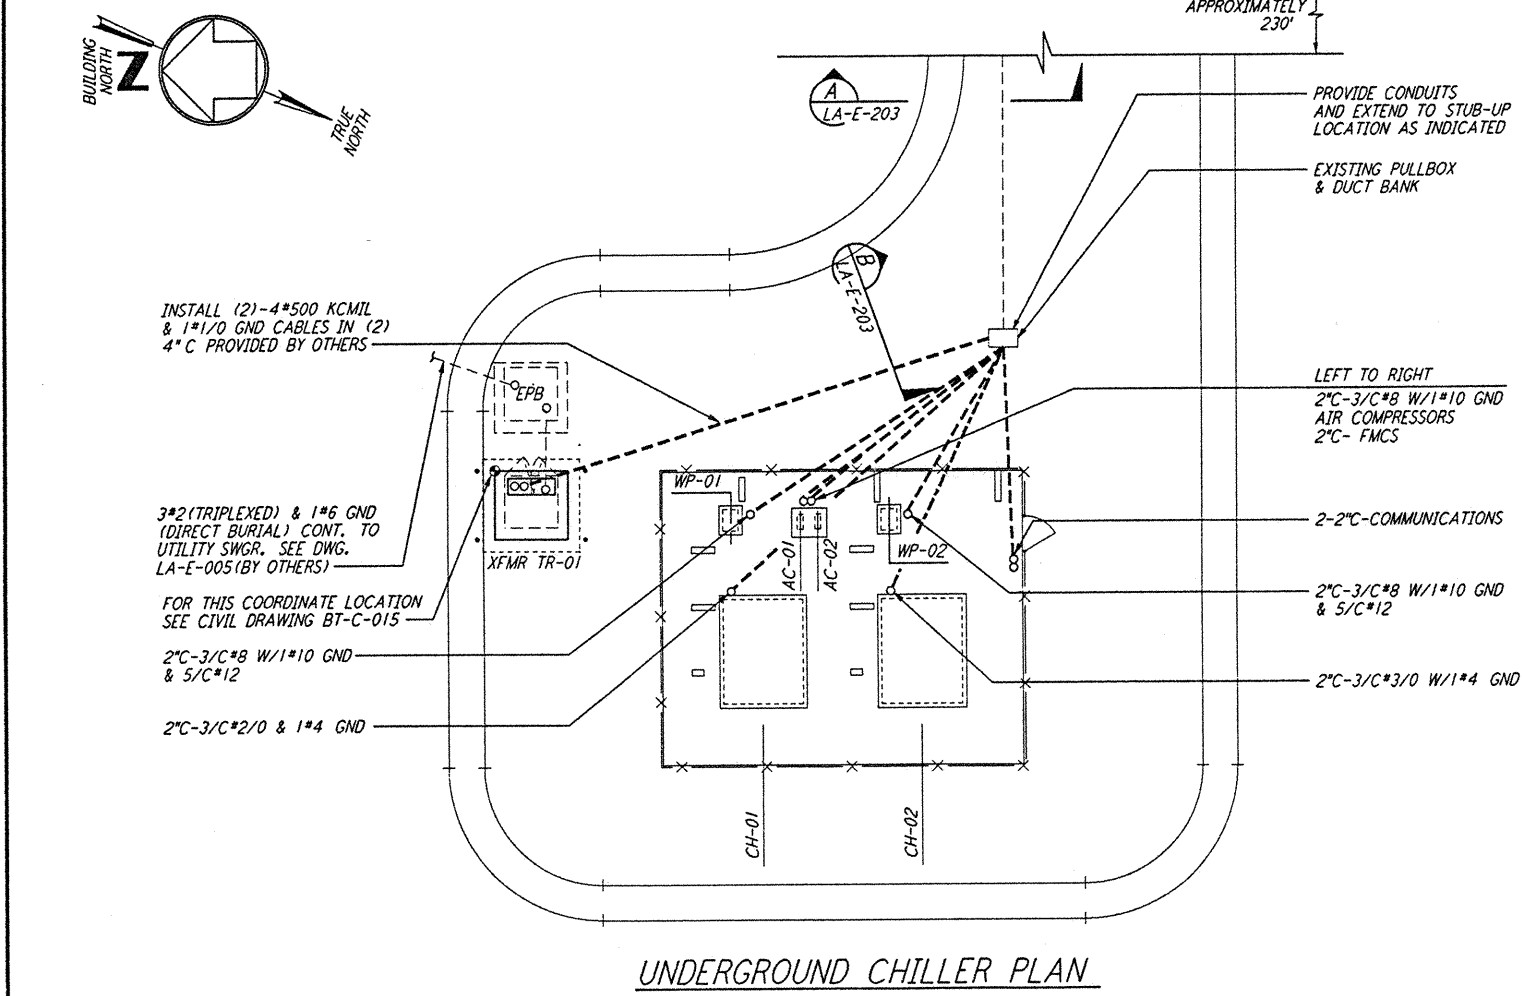 APPROXIMATELY
230'
BUILDING
NORTH
N
TRUE
NORTH
A
LA-E-203
PROVIDE CONDUITS
AND EXTEND TO STUB-UP
LOCATION AS INDICATED
EXISTING PULLBOX
& DUCT BANK
B
LA-E-203
INSTALL (2)-4#500 KCMIL
& 1#1/0 GND CABLES IN (2)
4" C PROVIDED BY OTHERS
EPB
LEFT TO RIGHT
2"C-3/C#8 W/1#10 GND
AIR COMPRESSORS
2"C- FMCS
WP-01
3#2(TRIPLEXED) & 1#6 GND
(DIRECT BURIAL) CONT. TO
UTILITY SWGR. SEE DWG.
LA-E-005(BY OTHERS)
XFMR TR-01
AC-01
AC-02
WP-02
2-2"C-COMMUNICATIONS
FOR THIS COORDINATE LOCATION
SEE CIVIL DRAWING BT-C-015
2"C-3/C#8 W/1#10 GND
& 5/C#12
2"C-3/C#8 W/1#10 GND
& 5/C#12
2"C-3/C#3/0 W/1#4 GND
2"C-3/C#2/0 & 1#4 GND
CH-01
CH-02
UNDERGROUND CHILLER PLAN